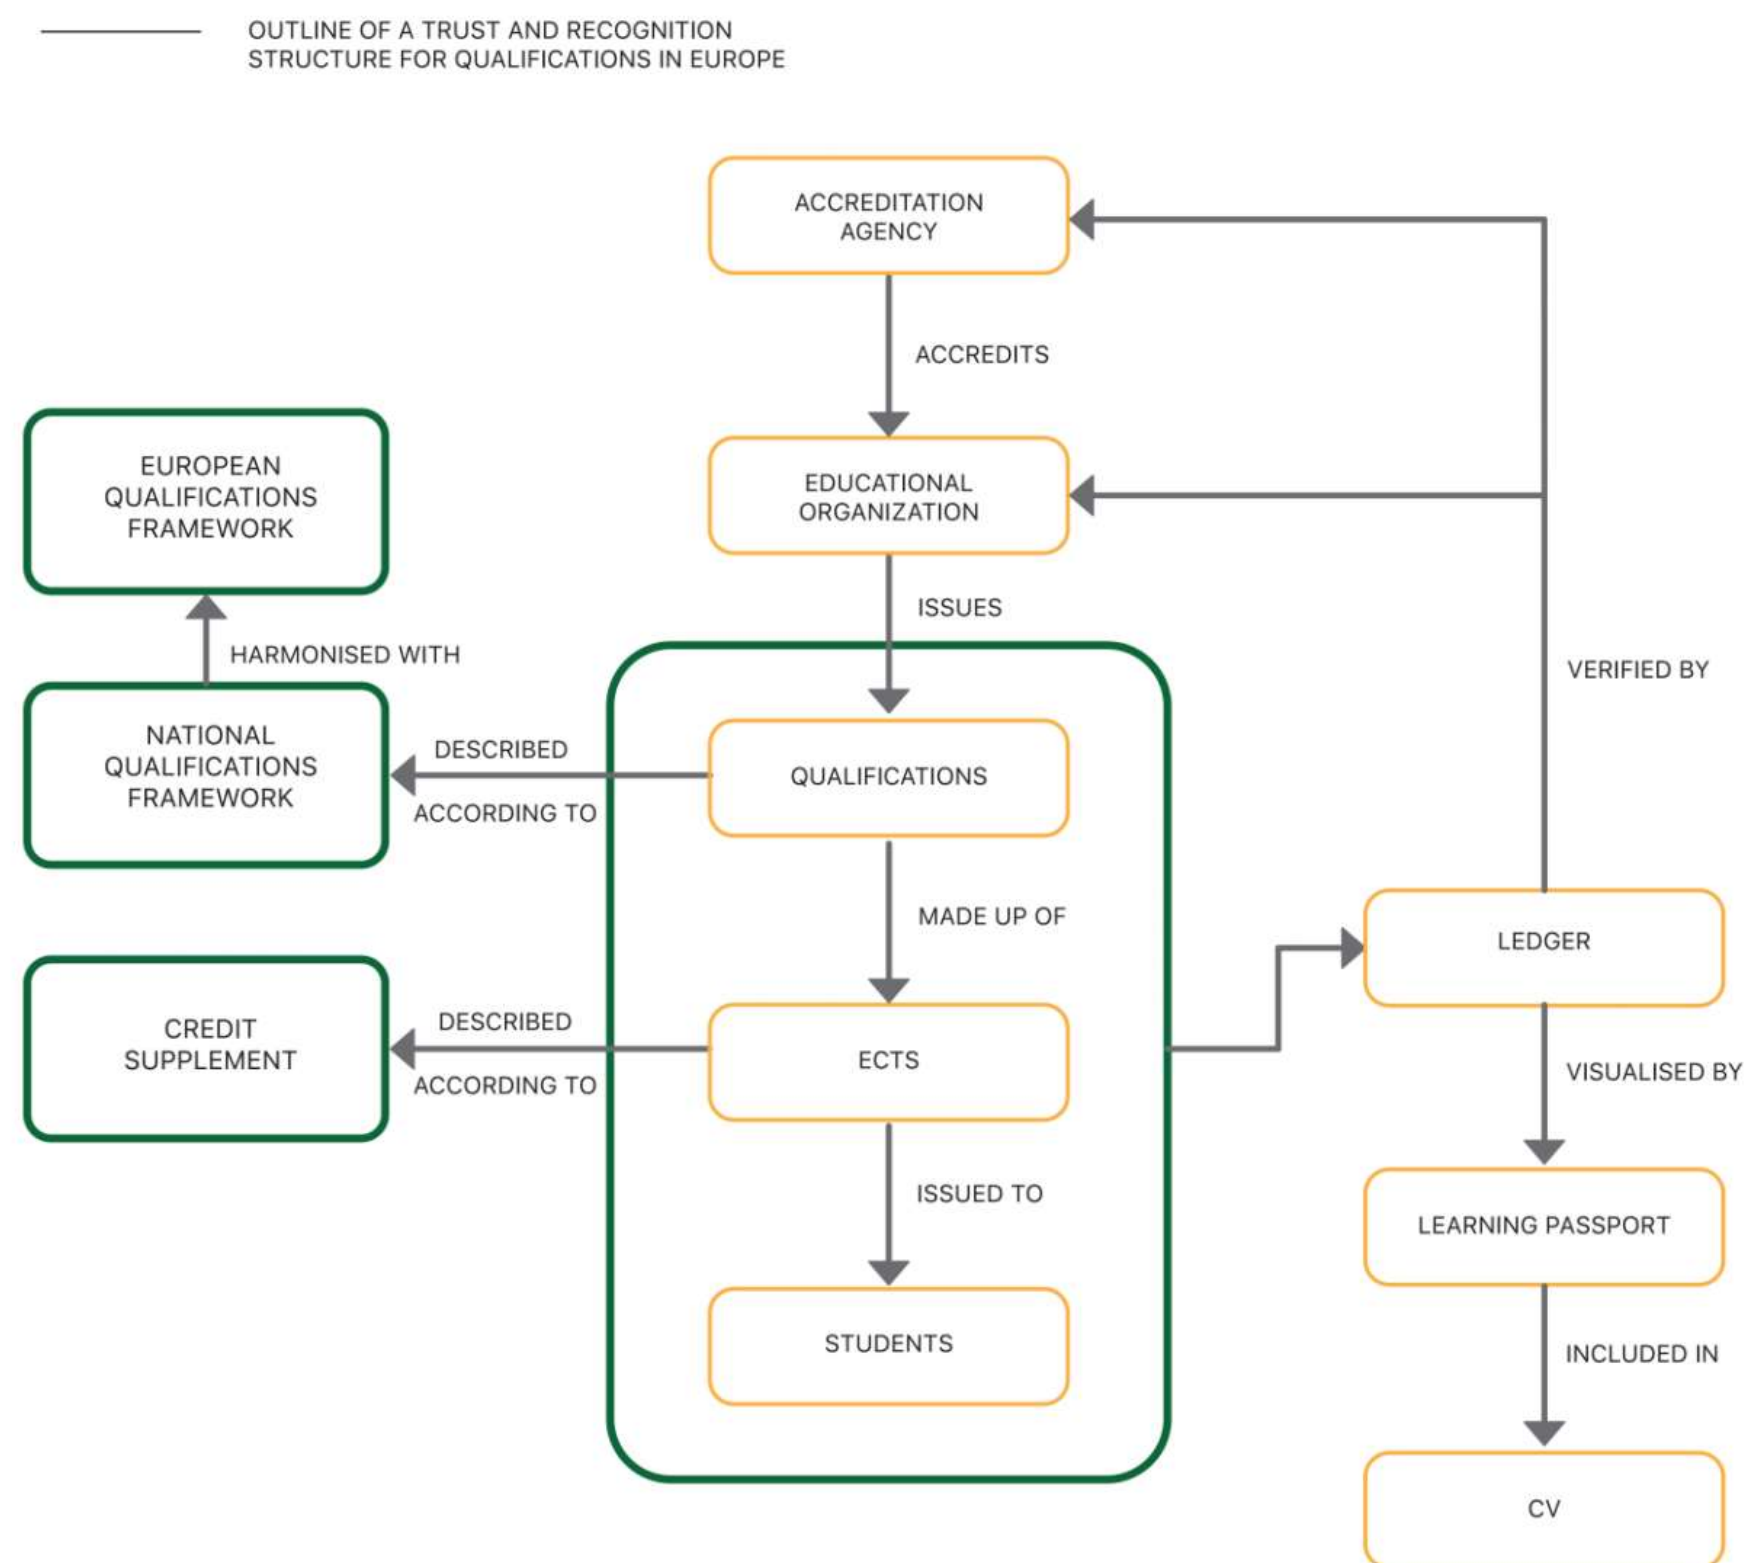 OUTLINE OF A TRUST AND RECOGNITION
STRUCTURE FOR QUALIFICATIONS IN EUROPE
ACCREDITATION
AGENCY
ACCREDITS
EUROPEAN
QUALIFICATIONS
FRAMEWORK
EDUCATIONAL
ORGANIZATION
ISSUES
HARMONISED WITH
VERIFIED BY
NATIONAL
QUALIFICATIONS
FRAMEWORK
DESCRIBED
ACCORDING TO
QUALIFICATIONS
MADE UP OF
LEDGER
CREDIT
SUPPLEMENT
DESCRIBED
ACCORDING TO
ECTS
VISUALISED BY
ISSUED TO
LEARNING PASSPORT
STUDENTS
INCLUDED IN
CV